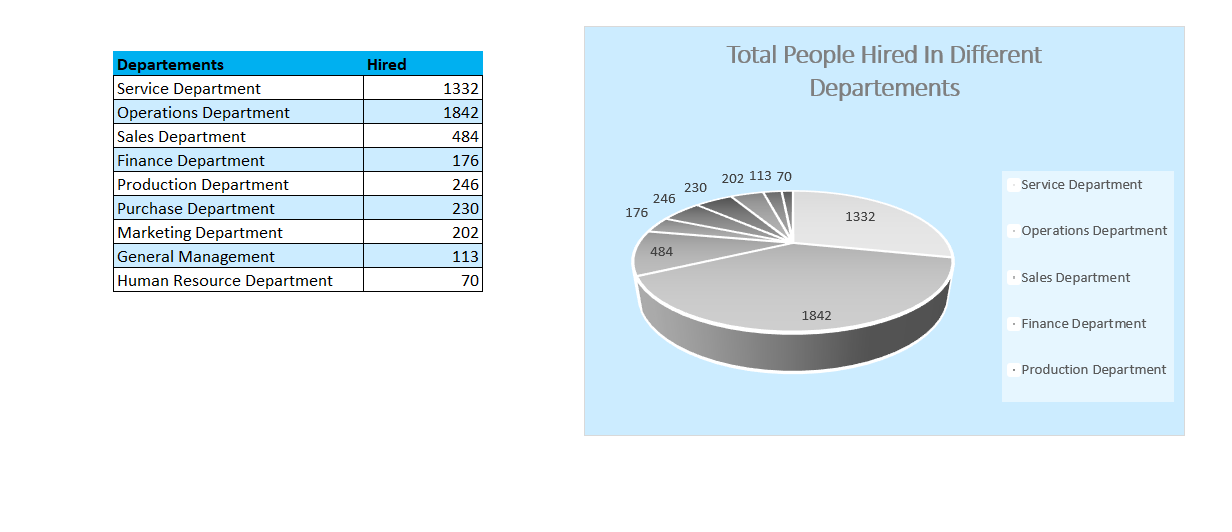 Departements Hired
Service Department 1332
Operations Department 1842
Sales Department 484
Finance Department 176
Production Department 246
Purchase Department 230
Marketing Department 202
General Management 113
Human Resource Department 70
Total People Hired In Different
Departements
1332
1842
484
176
246
230
202
113
70
Service Department
Operations Department
Sales Department
Finance Department
Production Department